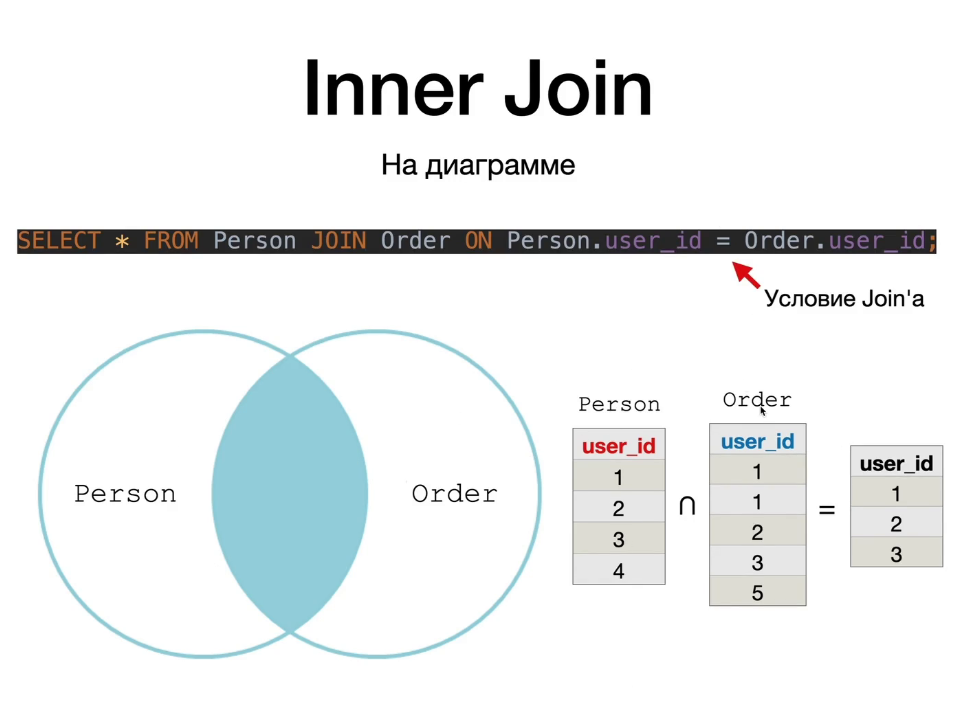 Inner Join
На диаграмме
SELECT * FROM Person JOIN Order ON Person.user_id = Order.user_id;
Условие Join'а
Person
Order
Person
user_id
1
2
3
4
∩
Order
user_id
1
1
2
3
5
=
user_id
1
2
3